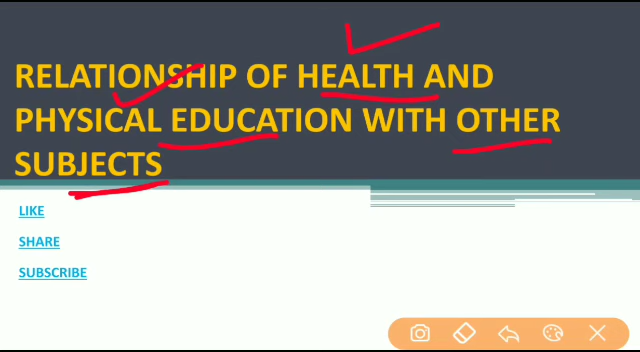 RELATIONSHIP OF HEALTH AND
PHYSICAL EDUCATION WITH OTHER
SUBJECTS
LIKE
SHARE
SUBSCRIBE